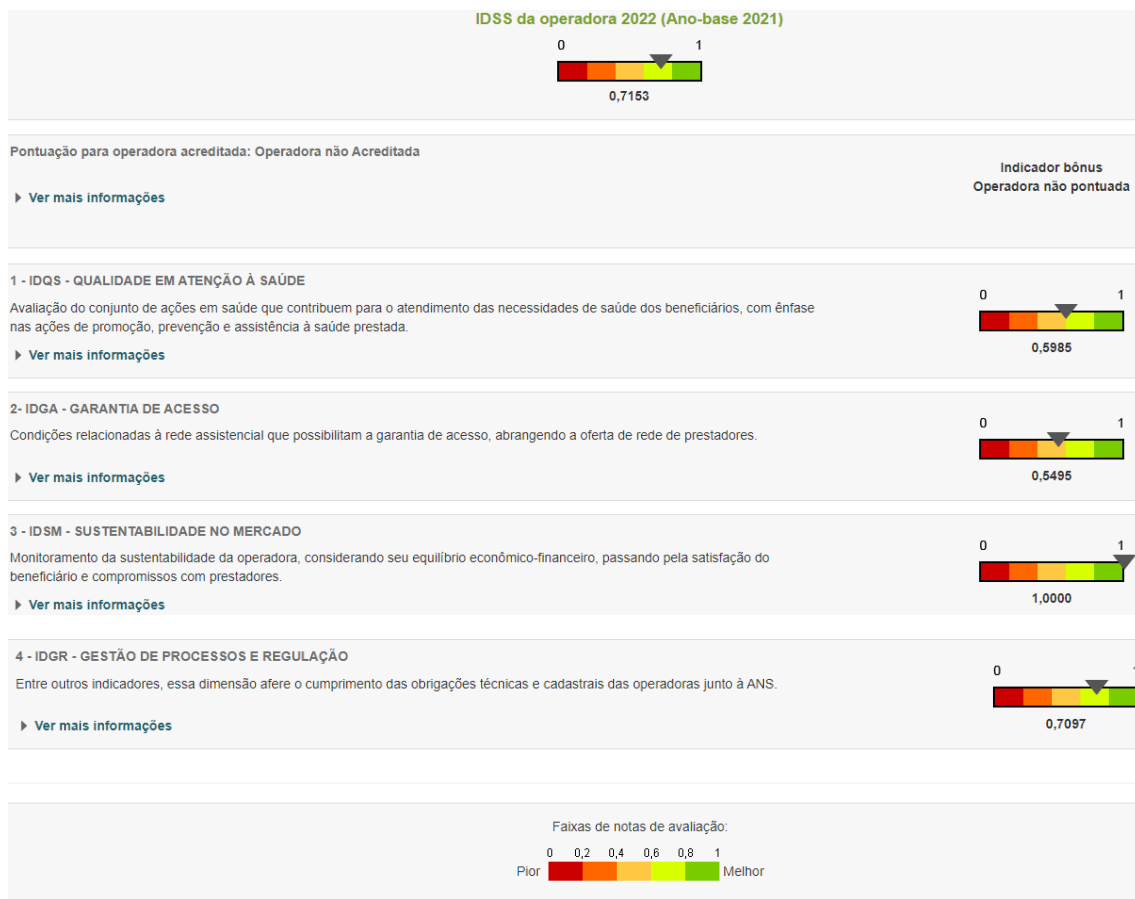 IDSS da operadora 2022 (Ano-base 2021)
0 1
0,7153
Pontuação para operadora acreditada: Operadora não Acreditada
Indicador bônus
Operadora não pontuada
Ver mais informações
1 - IDQS - QUALIDADE EM ATENÇÃO À SAÚDE
Avaliação do conjunto de ações em saúde que contribuem para o atendimento das necessidades de saúde dos beneficiários, com ênfase
nas ações de promoção, prevenção e assistência à saúde prestada.
Ver mais informações
0 1
0,5985
2- IDGA - GARANTIA DE ACESSO
Condições relacionadas à rede assistencial que possibilitam a garantia de acesso, abrangendo a oferta de rede de prestadores.
Ver mais informações
0 1
0,5495
3 - IDSM - SUSTENTABILIDADE NO MERCADO
Monitoramento da sustentabilidade da operadora, considerando seu equilíbrio econômico-financeiro, passando pela satisfação do
beneficiário e compromissos com prestadores.
Ver mais informações
0 1
1,0000
4 - IDGR - GESTÃO DE PROCESSOS E REGULAÇÃO
Entre outros indicadores, essa dimensão afere o cumprimento das obrigações técnicas e cadastrais das operadoras junto à ANS.
Ver mais informações
0 1
0,7097
Faixas de notas de avaliação:
0 0,2 0,4 0,6 0,8 1
Pior Melhor